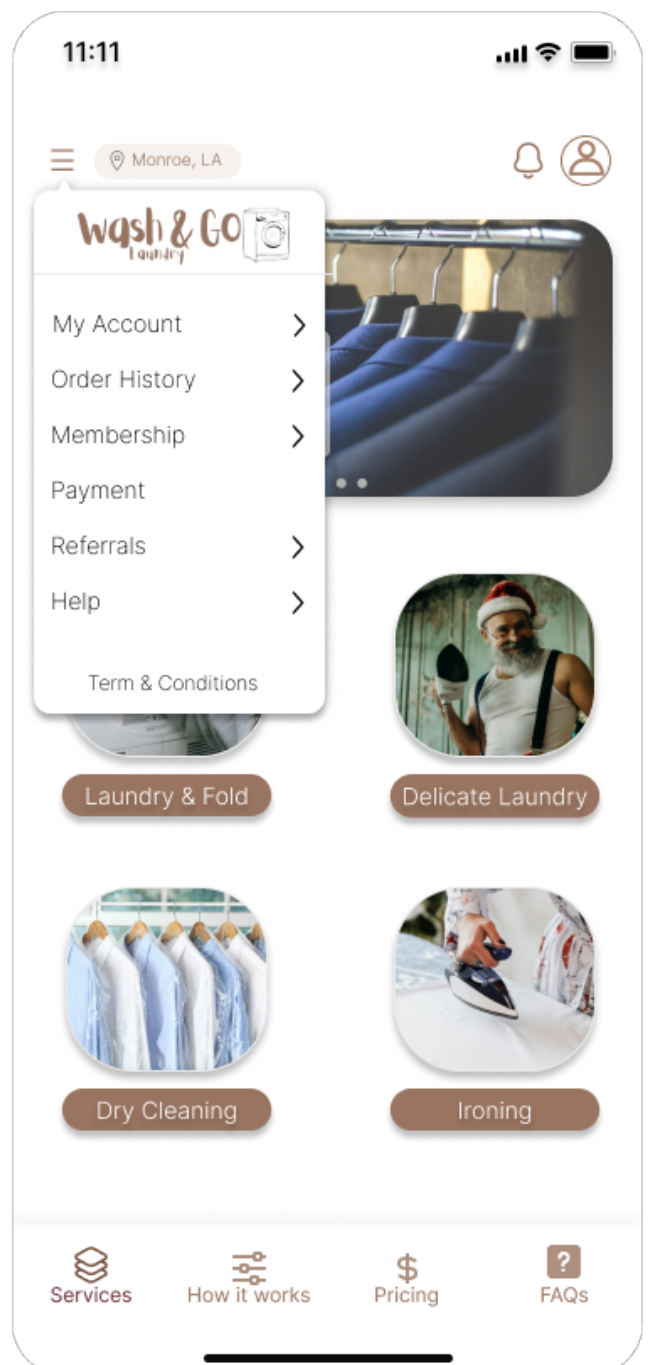 11:11
Monroe, LA
Wash & GO
Laundry
My Account
Order History
Membership
Payment
Referrals
Help
Term & Conditions
Laundry & Fold
Delicate Laundry
Dry Cleaning
Ironing
$
?
Services
How it works
Pricing
FAQs